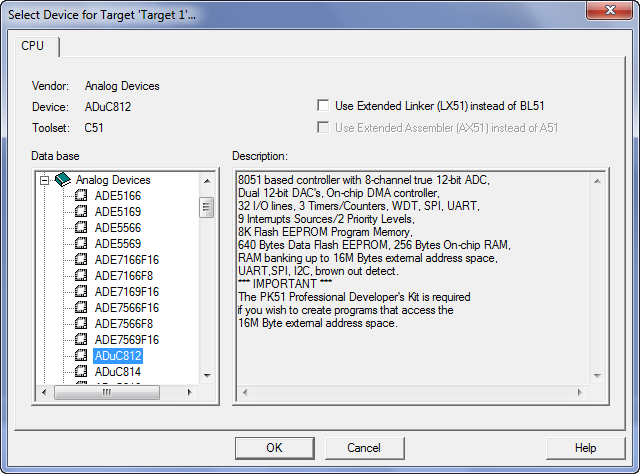 Select Device for Target 'Target 1'...
CPU
Vendor: Analog Devices
Device: ADuC812
Toolset: C51
Use Extended Linker (LX51) instead of BL51
Use Extended Assembler (AX51) instead of A51
Data base
Analog Devices
ADE5166
ADE5169
ADE5566
ADE5569
ADE7166F16
ADE7166F8
ADE7169F16
ADE7566F16
ADE7566F8
ADE7569F16
ADuC812
ADuC814
Description:
8051 based controller with 8-channel true 12-bit ADC,
Dual 12-bit DAC's, On-chip DMA controller,
32 I/O lines, 3 Timers/Counters, WDT, SPI, UART,
9 Interrupts Sources/2 Priority Levels,
8K Flash EEPROM Program Memory,
640 Bytes Data Flash EEPROM, 256 Bytes On-chip RAM,
RAM banking up to 16M Bytes external address space,
UART,SPI, I2C, brown out detect.
*** IMPORTANT ***
The PK51 Professional Developer's Kit is required
if you wish to create programs that access the
16M Byte external address space.
OK
Cancel
Help